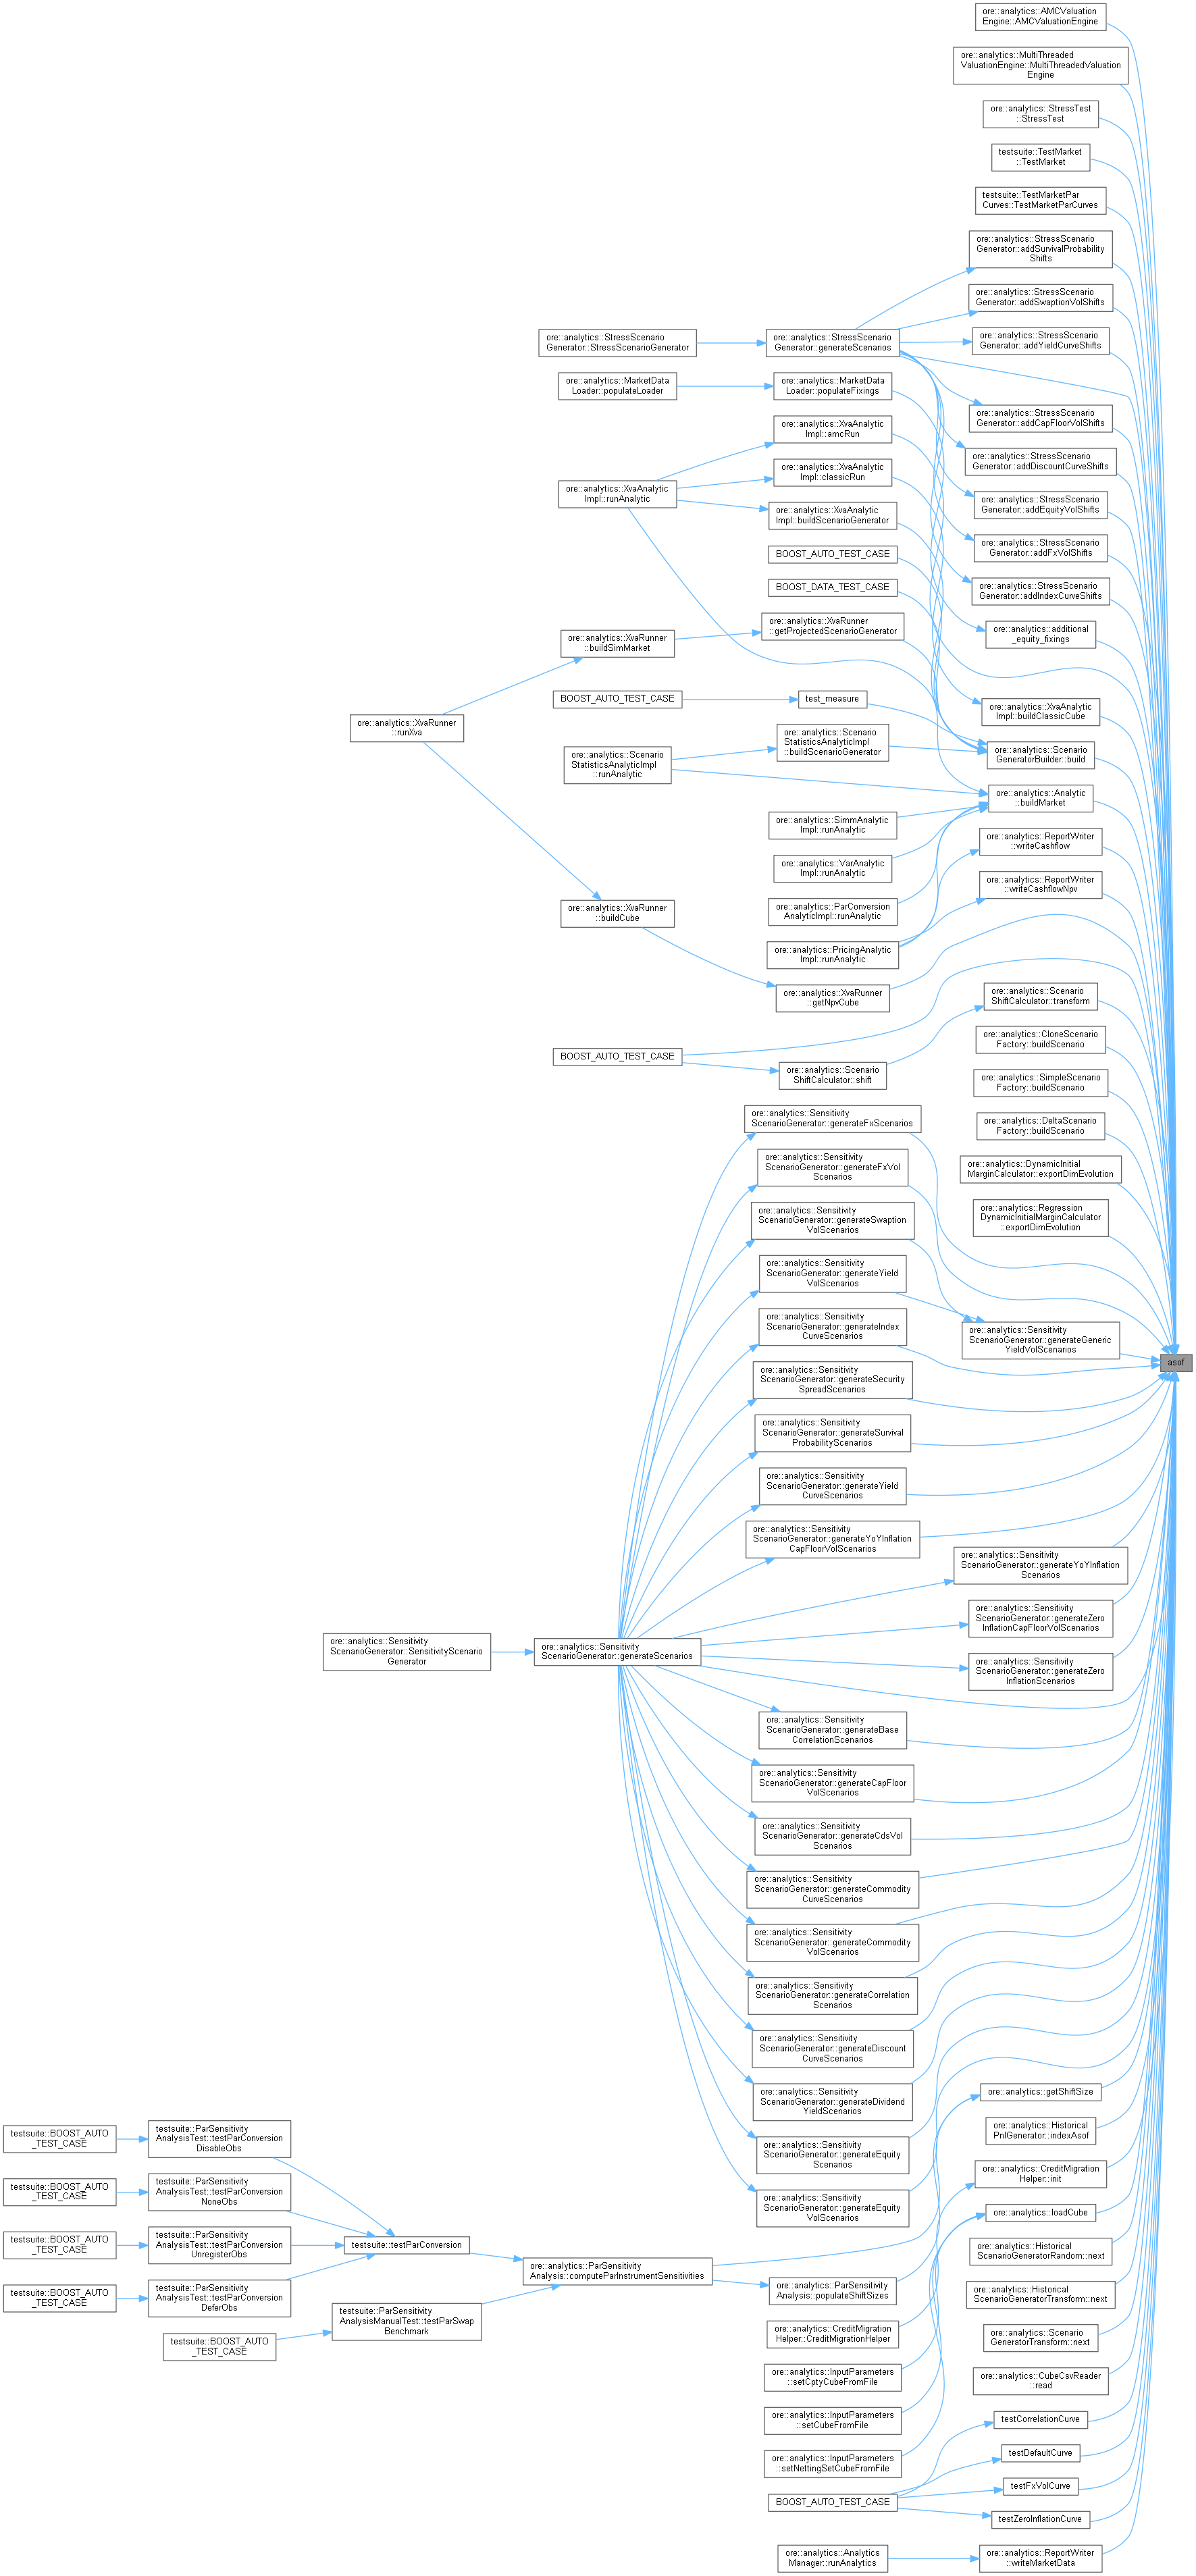 ore::analytics::AMCValuation
Engine::AMCValuationEngine
ore::analytics::MultiThreaded
ValuationEngine::MultiThreadedValuation
Engine
ore::analytics::StressTest
::StressTest
testsuite::TestMarket
::TestMarket
testsuite::TestMarketPar
Curves::TestMarketParCurves
ore::analytics::StressScenario
Generator::addSurvivalProbability
Shifts
ore::analytics::StressScenario
Generator::addSwaptionVolShifts
ore::analytics::StressScenario
Generator::StressScenarioGenerator
ore::analytics::StressScenario
Generator::generateScenarios
ore::analytics::StressScenario
Generator::addYieldCurveShifts
ore::analytics::MarketData
Loader::populateLoader
ore::analytics::MarketData
Loader::populateFixings
ore::analytics::StressScenario
Generator::addCapFloorVolShifts
ore::analytics::XvaAnalytic
Impl::amcRun
ore::analytics::StressScenario
Generator::addDiscountCurveShifts
ore::analytics::XvaAnalytic
Impl::classicRun
ore::analytics::XvaAnalytic
Impl::runAnalytic
ore::analytics::StressScenario
Generator::addEquityVolShifts
ore::analytics::XvaAnalytic
Impl::buildScenarioGenerator
ore::analytics::StressScenario
Generator::addFxVolShifts
BOOST_AUTO_TEST_CASE
BOOST_DATA_TEST_CASE
ore::analytics::StressScenario
Generator::addIndexCurveShifts
ore::analytics::XvaRunner
::getProjectedScenarioGenerator
ore::analytics::additional
_equity_fixings
ore::analytics::XvaRunner
::buildSimMarket
BOOST_AUTO_TEST_CASE
test_measure
ore::analytics::XvaAnalytic
Impl::buildClassicCube
ore::analytics::XvaRunner
::runXva
ore::analytics::Scenario
StatisticsAnalyticImpl
::buildScenarioGenerator
ore::analytics::Scenario
GeneratorBuilder::build
ore::analytics::Scenario
StatisticsAnalyticImpl
::runAnalytic
ore::analytics::Analytic
::buildMarket
ore::analytics::SimmAnalytic
Impl::runAnalytic
ore::analytics::ReportWriter
::writeCashflow
ore::analytics::VarAnalytic
Impl::runAnalytic
ore::analytics::ReportWriter
::writeCashflowNpv
ore::analytics::XvaRunner
::buildCube
ore::analytics::ParConversion
AnalyticImpl::runAnalytic
ore::analytics::PricingAnalytic
Impl::runAnalytic
ore::analytics::XvaRunner
::getNpvCube
ore::analytics::Scenario
ShiftCalculator::transform
BOOST_AUTO_TEST_CASE
ore::analytics::CloneScenario
Factory::buildScenario
ore::analytics::Scenario
ShiftCalculator::shift
ore::analytics::SimpleScenario
Factory::buildScenario
ore::analytics::Sensitivity
ScenarioGenerator::generateFxScenarios
ore::analytics::DeltaScenario
Factory::buildScenario
ore::analytics::Sensitivity
ScenarioGenerator::generateFxVol
Scenarios
ore::analytics::DynamicInitial
MarginCalculator::exportDimEvolution
ore::analytics::Sensitivity
ScenarioGenerator::generateSwaption
VolScenarios
ore::analytics::Regression
DynamicInitialMarginCalculator
::exportDimEvolution
ore::analytics::Sensitivity
ScenarioGenerator::generateYield
VolScenarios
ore::analytics::Sensitivity
ScenarioGenerator::generateIndex
CurveScenarios
ore::analytics::Sensitivity
ScenarioGenerator::generateGeneric
YieldVolScenarios
asof
ore::analytics::Sensitivity
ScenarioGenerator::generateSecurity
SpreadScenarios
ore::analytics::Sensitivity
ScenarioGenerator::generateSurvival
ProbabilityScenarios
ore::analytics::Sensitivity
ScenarioGenerator::generateYield
CurveScenarios
ore::analytics::Sensitivity
ScenarioGenerator::generateYoYInflation
CapFloorVolScenarios
ore::analytics::Sensitivity
ScenarioGenerator::generateYoYInflation
Scenarios
ore::analytics::Sensitivity
ScenarioGenerator::generateZero
InflationCapFloorVolScenarios
ore::analytics::Sensitivity
ScenarioGenerator::SensitivityScenario
Generator
ore::analytics::Sensitivity
ScenarioGenerator::generateScenarios
ore::analytics::Sensitivity
ScenarioGenerator::generateZero
InflationScenarios
ore::analytics::Sensitivity
ScenarioGenerator::generateBase
CorrelationScenarios
ore::analytics::Sensitivity
ScenarioGenerator::generateCapFloor
VolScenarios
ore::analytics::Sensitivity
ScenarioGenerator::generateCdsVol
Scenarios
ore::analytics::Sensitivity
ScenarioGenerator::generateCommodity
CurveScenarios
ore::analytics::Sensitivity
ScenarioGenerator::generateCommodity
VolScenarios
ore::analytics::Sensitivity
ScenarioGenerator::generateCorrelation
Scenarios
ore::analytics::Sensitivity
ScenarioGenerator::generateDiscount
CurveScenarios
ore::analytics::Sensitivity
ScenarioGenerator::generateDividend
YieldScenarios
ore::analytics::getShiftSize
testsuite::BOOST_AUTO
_TEST_CASE
testsuite::ParSensitivity
AnalysisTest::testParConversion
DisableObs
ore::analytics::Sensitivity
ScenarioGenerator::generateEquity
Scenarios
ore::analytics::Historical
PnlGenerator::indexAsof
testsuite::BOOST_AUTO
_TEST_CASE
testsuite::ParSensitivity
AnalysisTest::testParConversion
NoneObs
ore::analytics::Sensitivity
ScenarioGenerator::generateEquity
VolScenarios
ore::analytics::CreditMigration
Helper::init
ore::analytics::loadCube
testsuite::BOOST_AUTO
_TEST_CASE
testsuite::ParSensitivity
AnalysisTest::testParConversion
UnregisterObs
testsuite::testParConversion
ore::analytics::Historical
ScenarioGeneratorRandom::next
ore::analytics::ParSensitivity
Analysis::computeParInstrumentSensitivities
ore::analytics::ParSensitivity
Analysis::populateShiftSizes
ore::analytics::Historical
ScenarioGeneratorTransform::next
testsuite::BOOST_AUTO
_TEST_CASE
testsuite::ParSensitivity
AnalysisTest::testParConversion
DeferObs
testsuite::BOOST_AUTO
_TEST_CASE
testsuite::ParSensitivity
AnalysisManualTest::testParSwap
Benchmark
ore::analytics::CreditMigration
Helper::CreditMigrationHelper
ore::analytics::Scenario
GeneratorTransform::next
ore::analytics::InputParameters
::setCptyCubeFromFile
ore::analytics::CubeCsvReader
::read
ore::analytics::InputParameters
::setCubeFromFile
testCorrelationCurve
ore::analytics::InputParameters
::setNettingSetCubeFromFile
testDefaultCurve
BOOST_AUTO_TEST_CASE
testFxVolCurve
testZeroInflationCurve
ore::analytics::Analytics
Manager::runAnalytics
ore::analytics::ReportWriter
::writeMarketData